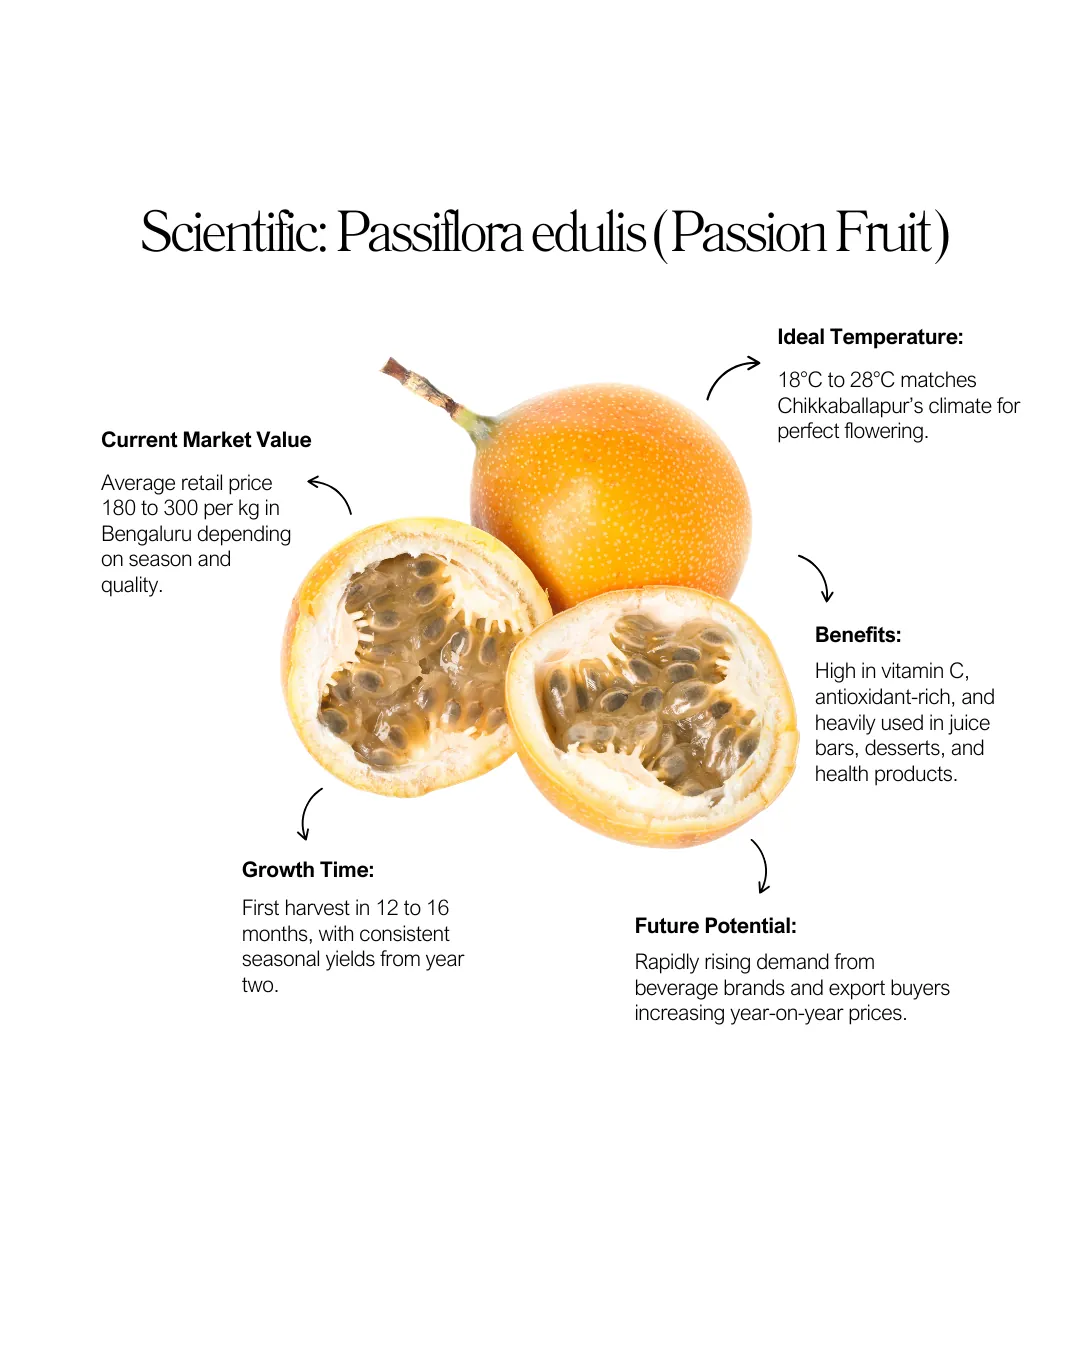 Scientific: Passiflora edulis (Passion Fruit)
Ideal Temperature:
18°C to 28°C matches
Chikkaballapur's climate for
perfect flowering.
Current Market Value
Average retail price
180 to 300 per kg in
Bengaluru depending
on season and
quality.
Benefits:
High in vitamin C,
antioxidant-rich, and
heavily used in juice
bars, desserts, and
health products.
Growth Time:
First harvest in 12 to 16
months, with consistent
seasonal yields from year
two.
Future Potential:
Rapidly rising demand from
beverage brands and export buyers
increasing year-on-year prices.